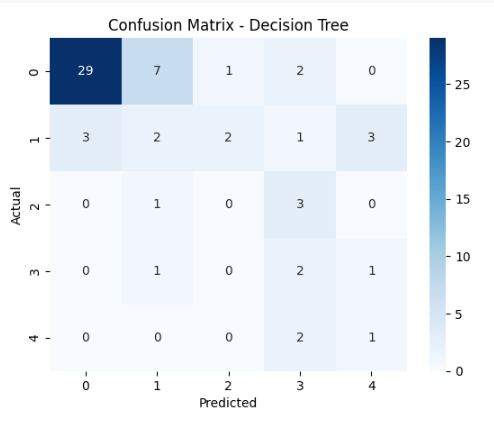 Confusion Matrix - Decision Tree
0 29 7 1 2 0
1 3 2 2 1 3
2 0 1 0 3 0
3 0 1 0 2 1
4 0 0 0 2 1
0 1 2 3 4
Predicted
Actual
25
20
15
10
5
0